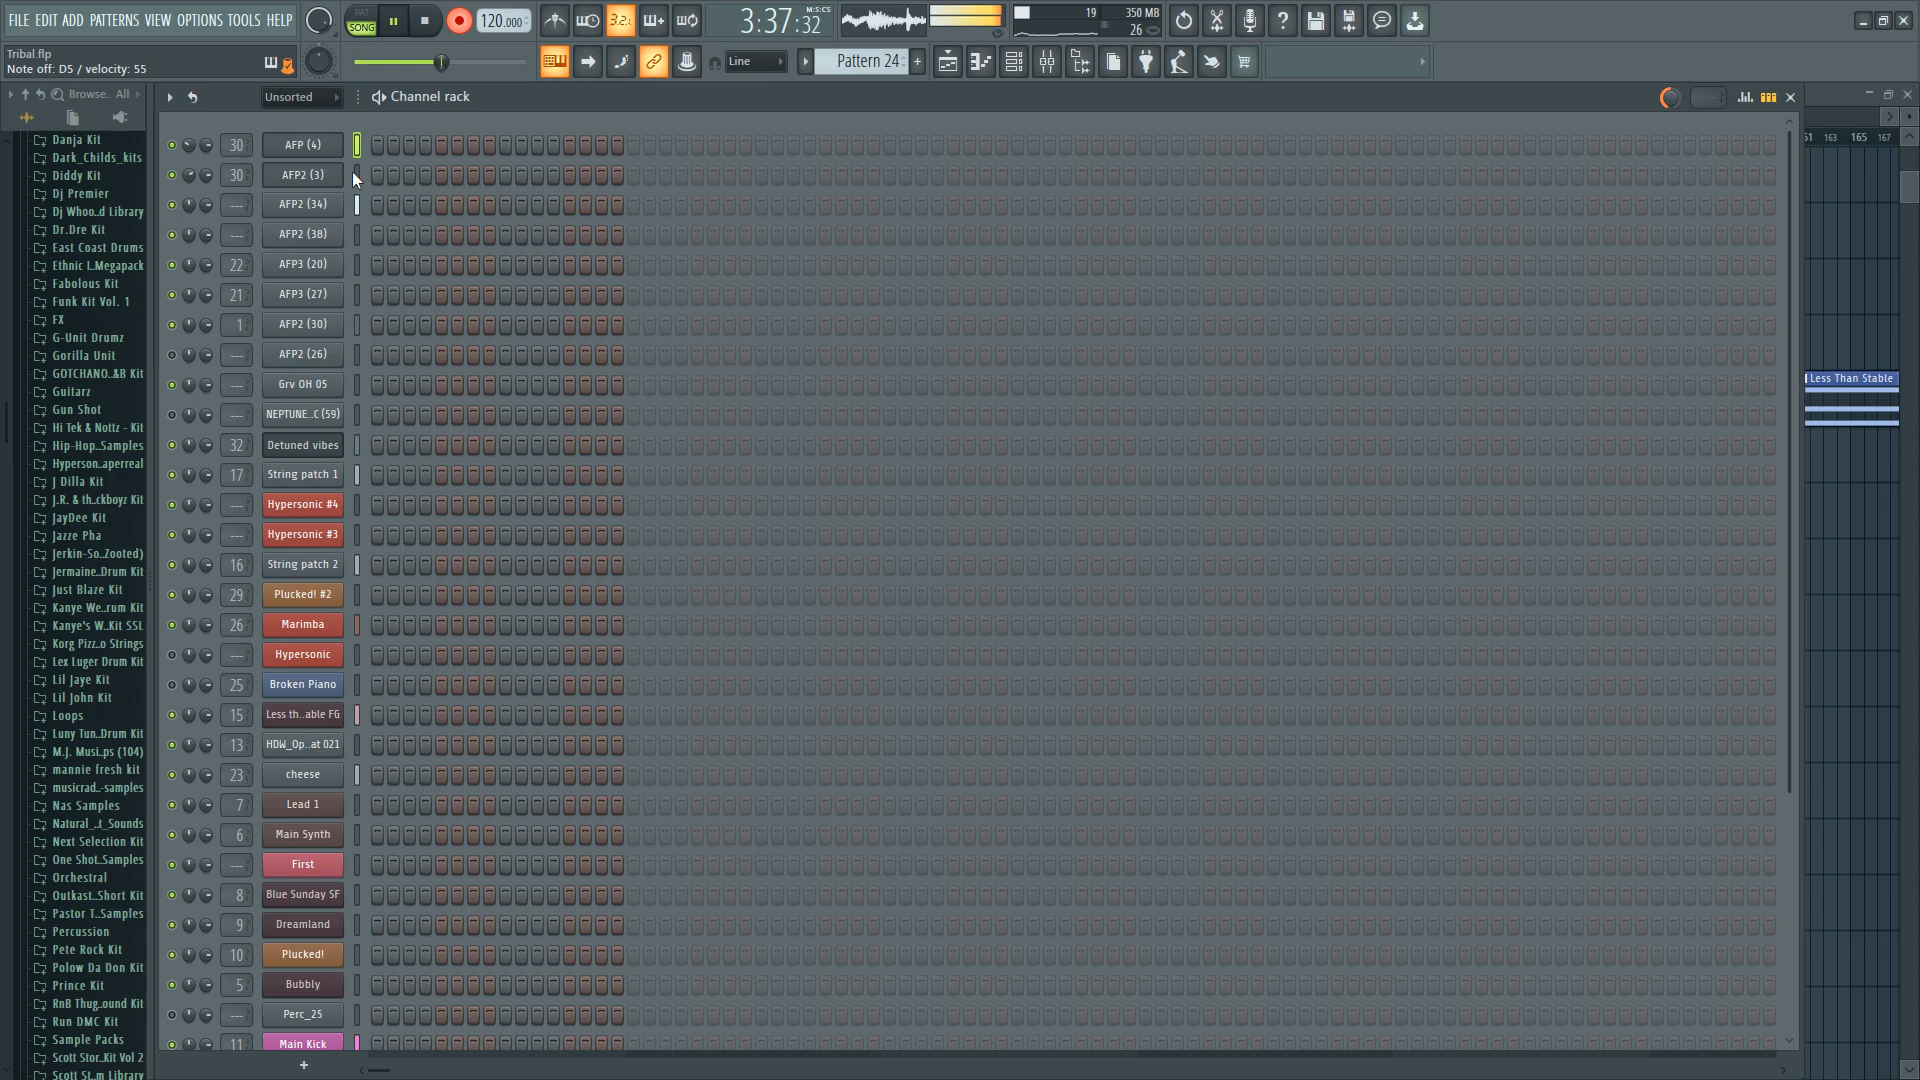 FILE EDIT ADD PATTERNS VIEW OPTIONS TOOLS HELP
PAT
SONG
120.000
3.2.
3:37:32
M:S:CS
19
350 MB
26
Tribal.flp
Note off: D5 / velocity: 55
Line
Pattern 24
+
Browse.. All
Unsorted
Channel rack
Danja Kit
Dark_Childs_kits
Diddy Kit
Dj Premier
Dj Whoo..d Library
Dr.Dre Kit
East Coast Drums
Ethnic I..Megapack
Fabolous Kit
Funk Kit Vol. 1
FX
G-Unit Drumz
Gorilla Unit
GOTCHANO..&B Kit
Guitarz
Gun Shot
Hi Tek & Nottz - Kit
Hip-Hop..Samples
Hyperson..aperreal
J Dilla Kit
J.R. & th..ckboyz Kit
JayDee Kit
Jazze Pha
Jerkin-So..Zooted)
Jermaine..Drum Kit
Just Blaze Kit
Kanye We..rum Kit
Kanye's W..Kit SSL
Korg Pizz..o Strings
Lex Luger Drum Kit
Lil Jaye Kit
Lil John Kit
Loops
Luny Tun..Drum Kit
M.J. Musi..ps (104)
mannie fresh kit
musicrad..-samples
Nas Samples
Natural_..t_Sounds
Next Selection Kit
One Shot..Samples
Orchestral
Outkast..Short Kit
Pastor T..Samples
Percussion
Pete Rock Kit
Polow Da Don Kit
Prince Kit
RnB Thug..ound Kit
Run DMC Kit
Sample Packs
Scott Stor..Kit Vol 2
Scott St..m Library
30 AFP (4)
30 AFP2 (3)
--- AFP2 (34)
--- AFP2 (38)
22 AFP3 (20)
21 AFP3 (27)
1 AFP2 (30)
--- AFP2 (26)
--- Grv OH 05
--- NEPTUNE..C (59)
32 Detuned vibes
17 String patch 1
--- Hypersonic #4
--- Hypersonic #3
16 String patch 2
29 Plucked! #2
26 Marimba
--- Hypersonic
25 Broken Piano
15 Less th..able FG
13 HDW_Op..at 021
23 cheese
7 Lead 1
6 Main Synth
--- First
8 Blue Sunday SF
9 Dreamland
10 Plucked!
5 Bubbly
--- Perc_25
11 Main Kick
+
163 165 167
Less Than Stable